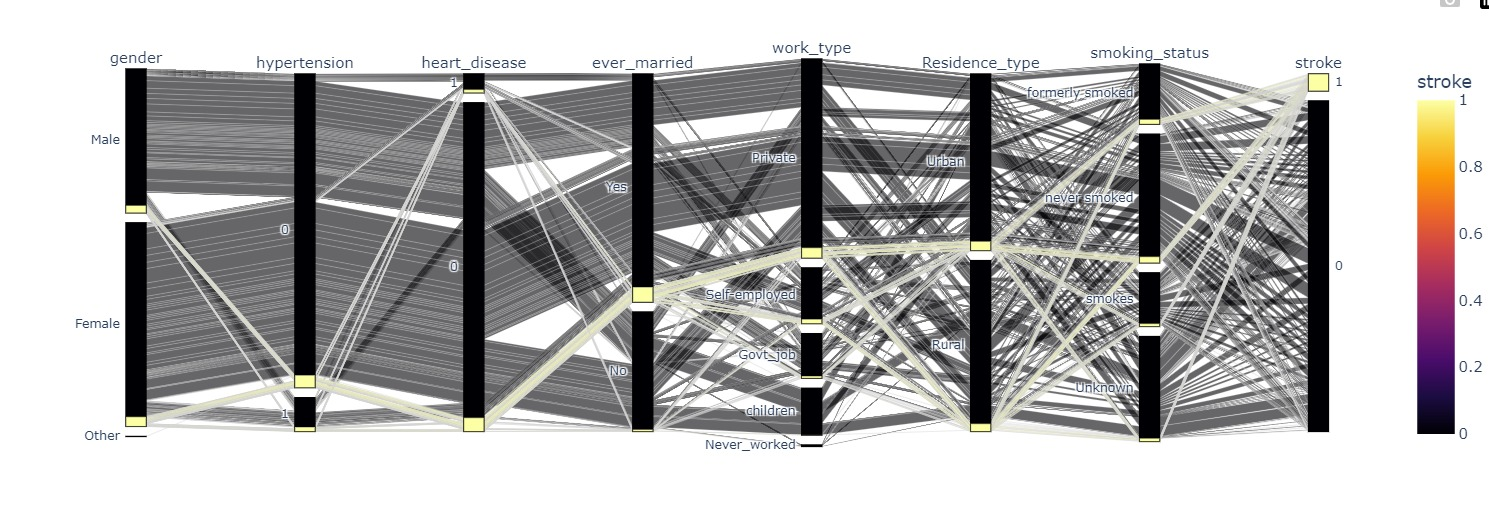 gender
hypertension
heart_disease
ever_married
work_type
Residence_type
smoking_status
stroke
Male
Female
Other
0
1
1
0
Yes
No
Private
Self-employed
Govt_job
children
Never_worked
Urban
Rural
formerly smoked
never smoked
smokes
Unknown
1
0
stroke
1
0.8
0.6
0.4
0.2
0